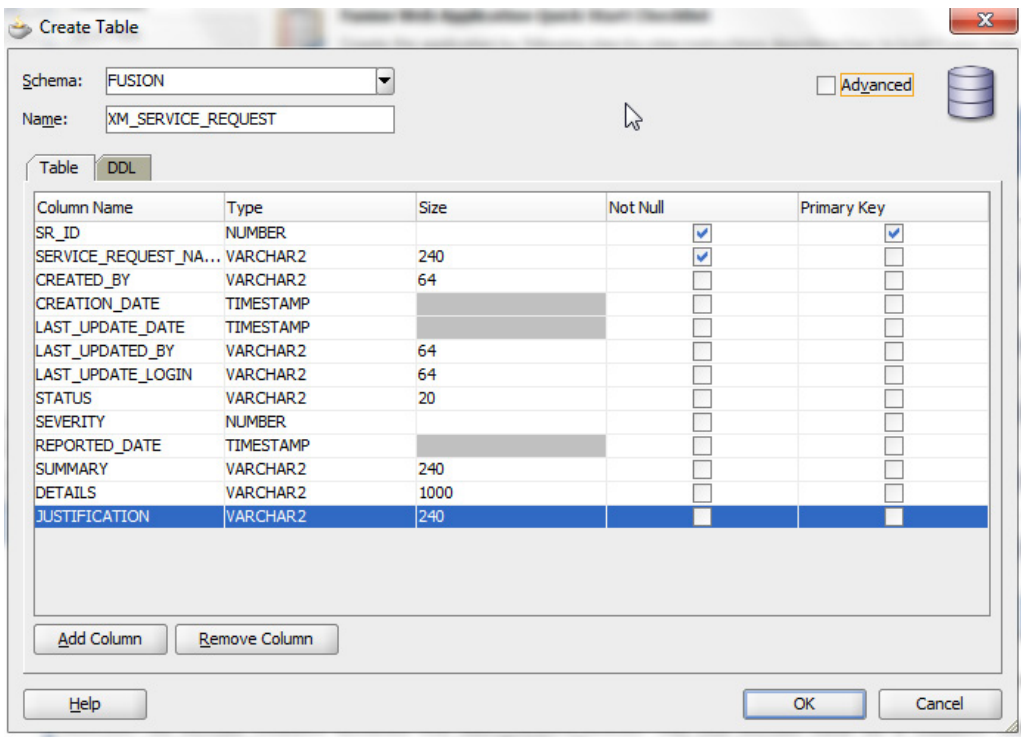 Create Table
Schema: FUSION
Advanced
Name: XM_SERVICE_REQUEST
Table DDL
Column Name Type Size Not Null Primary Key
SR_ID NUMBER
SERVICE_REQUEST_NA... VARCHAR2 240
CREATED_BY VARCHAR2 64
CREATION_DATE TIMESTAMP
LAST_UPDATE_DATE TIMESTAMP
LAST_UPDATED_BY VARCHAR2 64
LAST_UPDATE_LOGIN VARCHAR2 64
STATUS VARCHAR2 20
SEVERITY NUMBER
REPORTED_DATE TIMESTAMP
SUMMARY VARCHAR2 240
DETAILS VARCHAR2 1000
JUSTIFICATION VARCHAR2 240
Add Column Remove Column
Help OK Cancel